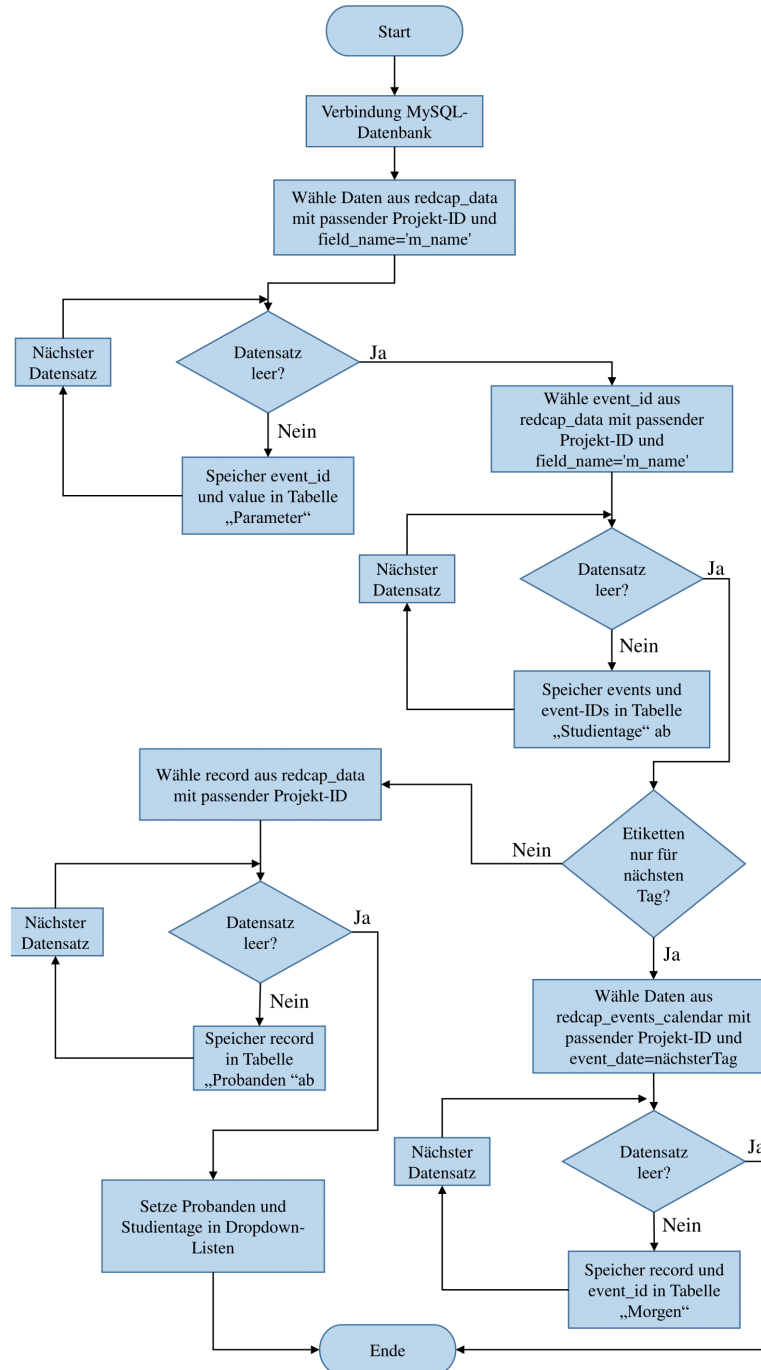 Start
Verbindung MySQL-
Datenbank
Wähle Daten aus redcap_data
mit passender Projekt-ID und
field_name='m_name'
Nächster
Datensatz
Datensatz
leer?
Ja
Nein
Speicher event_id
und value in Tabelle
„Parameter“
Wähle event_id aus
redcap_data mit passender
Projekt-ID und
field_name='m_name'
Nächster
Datensatz
Datensatz
leer?
Ja
Nein
Speicher events und
event-IDs in Tabelle
„Studientage“ ab
Etiketten
nur für
nächsten
Tag?
Nein
Ja
Wähle record aus redcap_data
mit passender Projekt-ID
Nächster
Datensatz
Datensatz
leer?
Ja
Nein
Speicher record
in Tabelle
„Probanden “ab
Setze Probanden und
Studientage in Dropdown-
Listen
Wähle Daten aus
redcap_events_calendar mit
passender Projekt-ID und
event_date=nächsterTag
Nächster
Datensatz
Datensatz
leer?
Ja
Nein
Speicher record und
event_id in Tabelle
„Morgen“
Ende